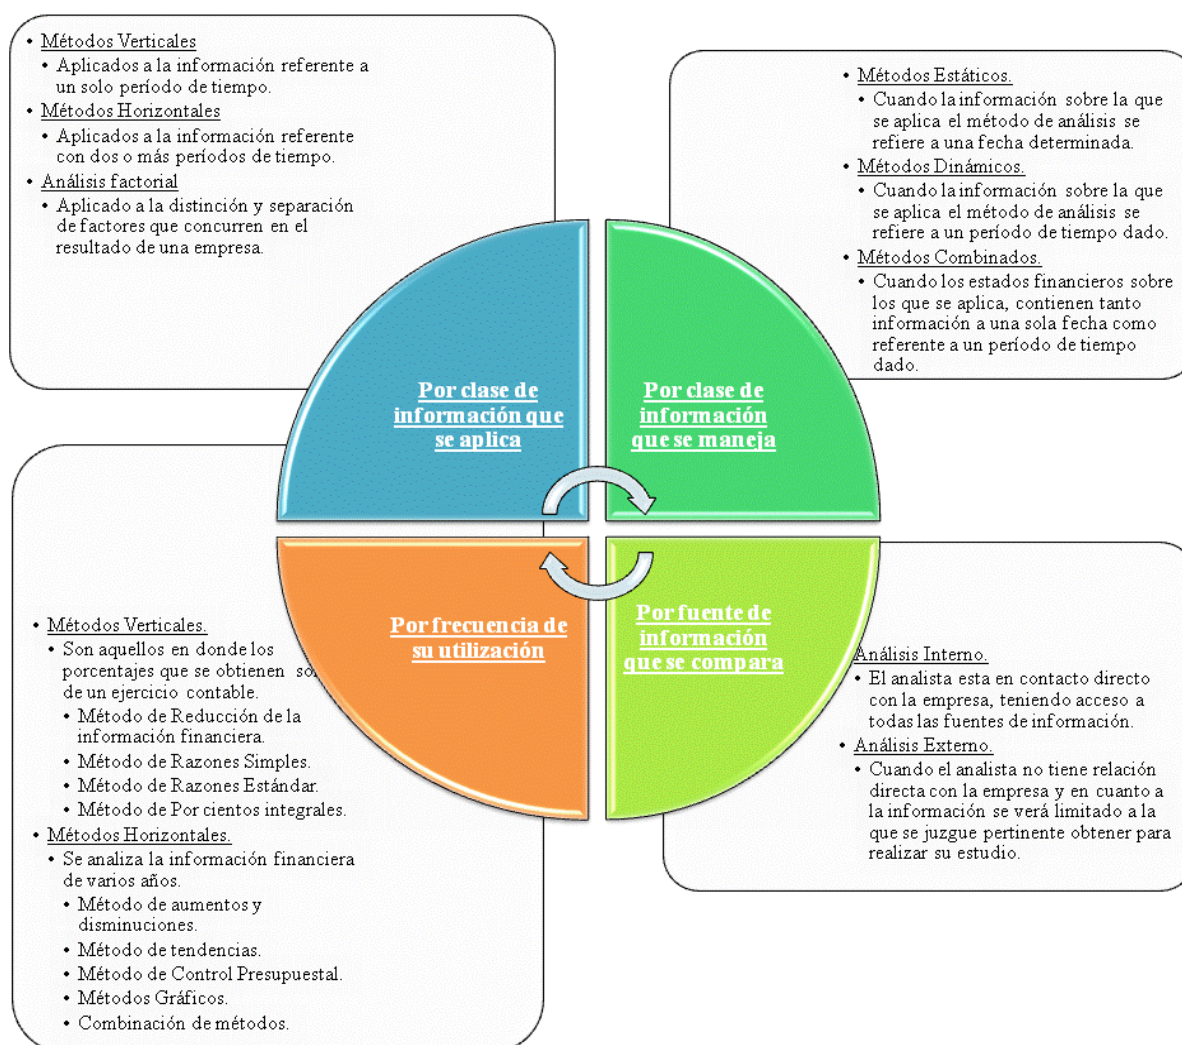 • Métodos Verticales
• Aplicados a la información referente a
un solo período de tiempo.
• Métodos Horizontales
• Aplicados a la información referente
con dos o más períodos de tiempo.
• Análisis factorial
• Aplicado a la distinción y separación
de factores que concurren en el
resultado de una empresa.
• Métodos Estáticos.
• Cuando la información sobre la que
se aplica el método de análisis se
refiere a una fecha determinada.
• Métodos Dinámicos.
• Cuando la información sobre la que
se aplica el método de análisis se
refiere a un período de tiempo dado.
• Métodos Combinados.
• Cuando los estados financieros sobre
los que se aplica, contienen tanto
información a una sola fecha como
referente a un período de tiempo
dado.
Por clase de
información que
se aplica
Por clase de
información
que se maneja
Por frecuencia de
su utilización
Por fuente de
información
que se compara
• Métodos Verticales.
• Son aquellos en donde los
porcentajes que se obtienen
de un ejercicio contable.
• Método de Reducción de la
información financiera.
• Método de Razones Simples.
• Método de Razones Estándar.
• Método de Por cientos integrales.
• Métodos Horizontales.
• Se analiza la información financiera
de varios años.
• Método de aumentos y
disminuciones.
• Método de tendencias.
• Método de Control Presupuestal.
• Métodos Gráficos.
• Combinación de métodos.
Análisis Interno.
• El analista esta en contacto directo
con la empresa, teniendo acceso a
todas las fuentes de información.
• Análisis Externo.
• Cuando el analista no tiene relación
directa con la empresa y en cuanto a
la información se verá limitado a la
que se juzgue pertinente obtener para
realizar su estudio.